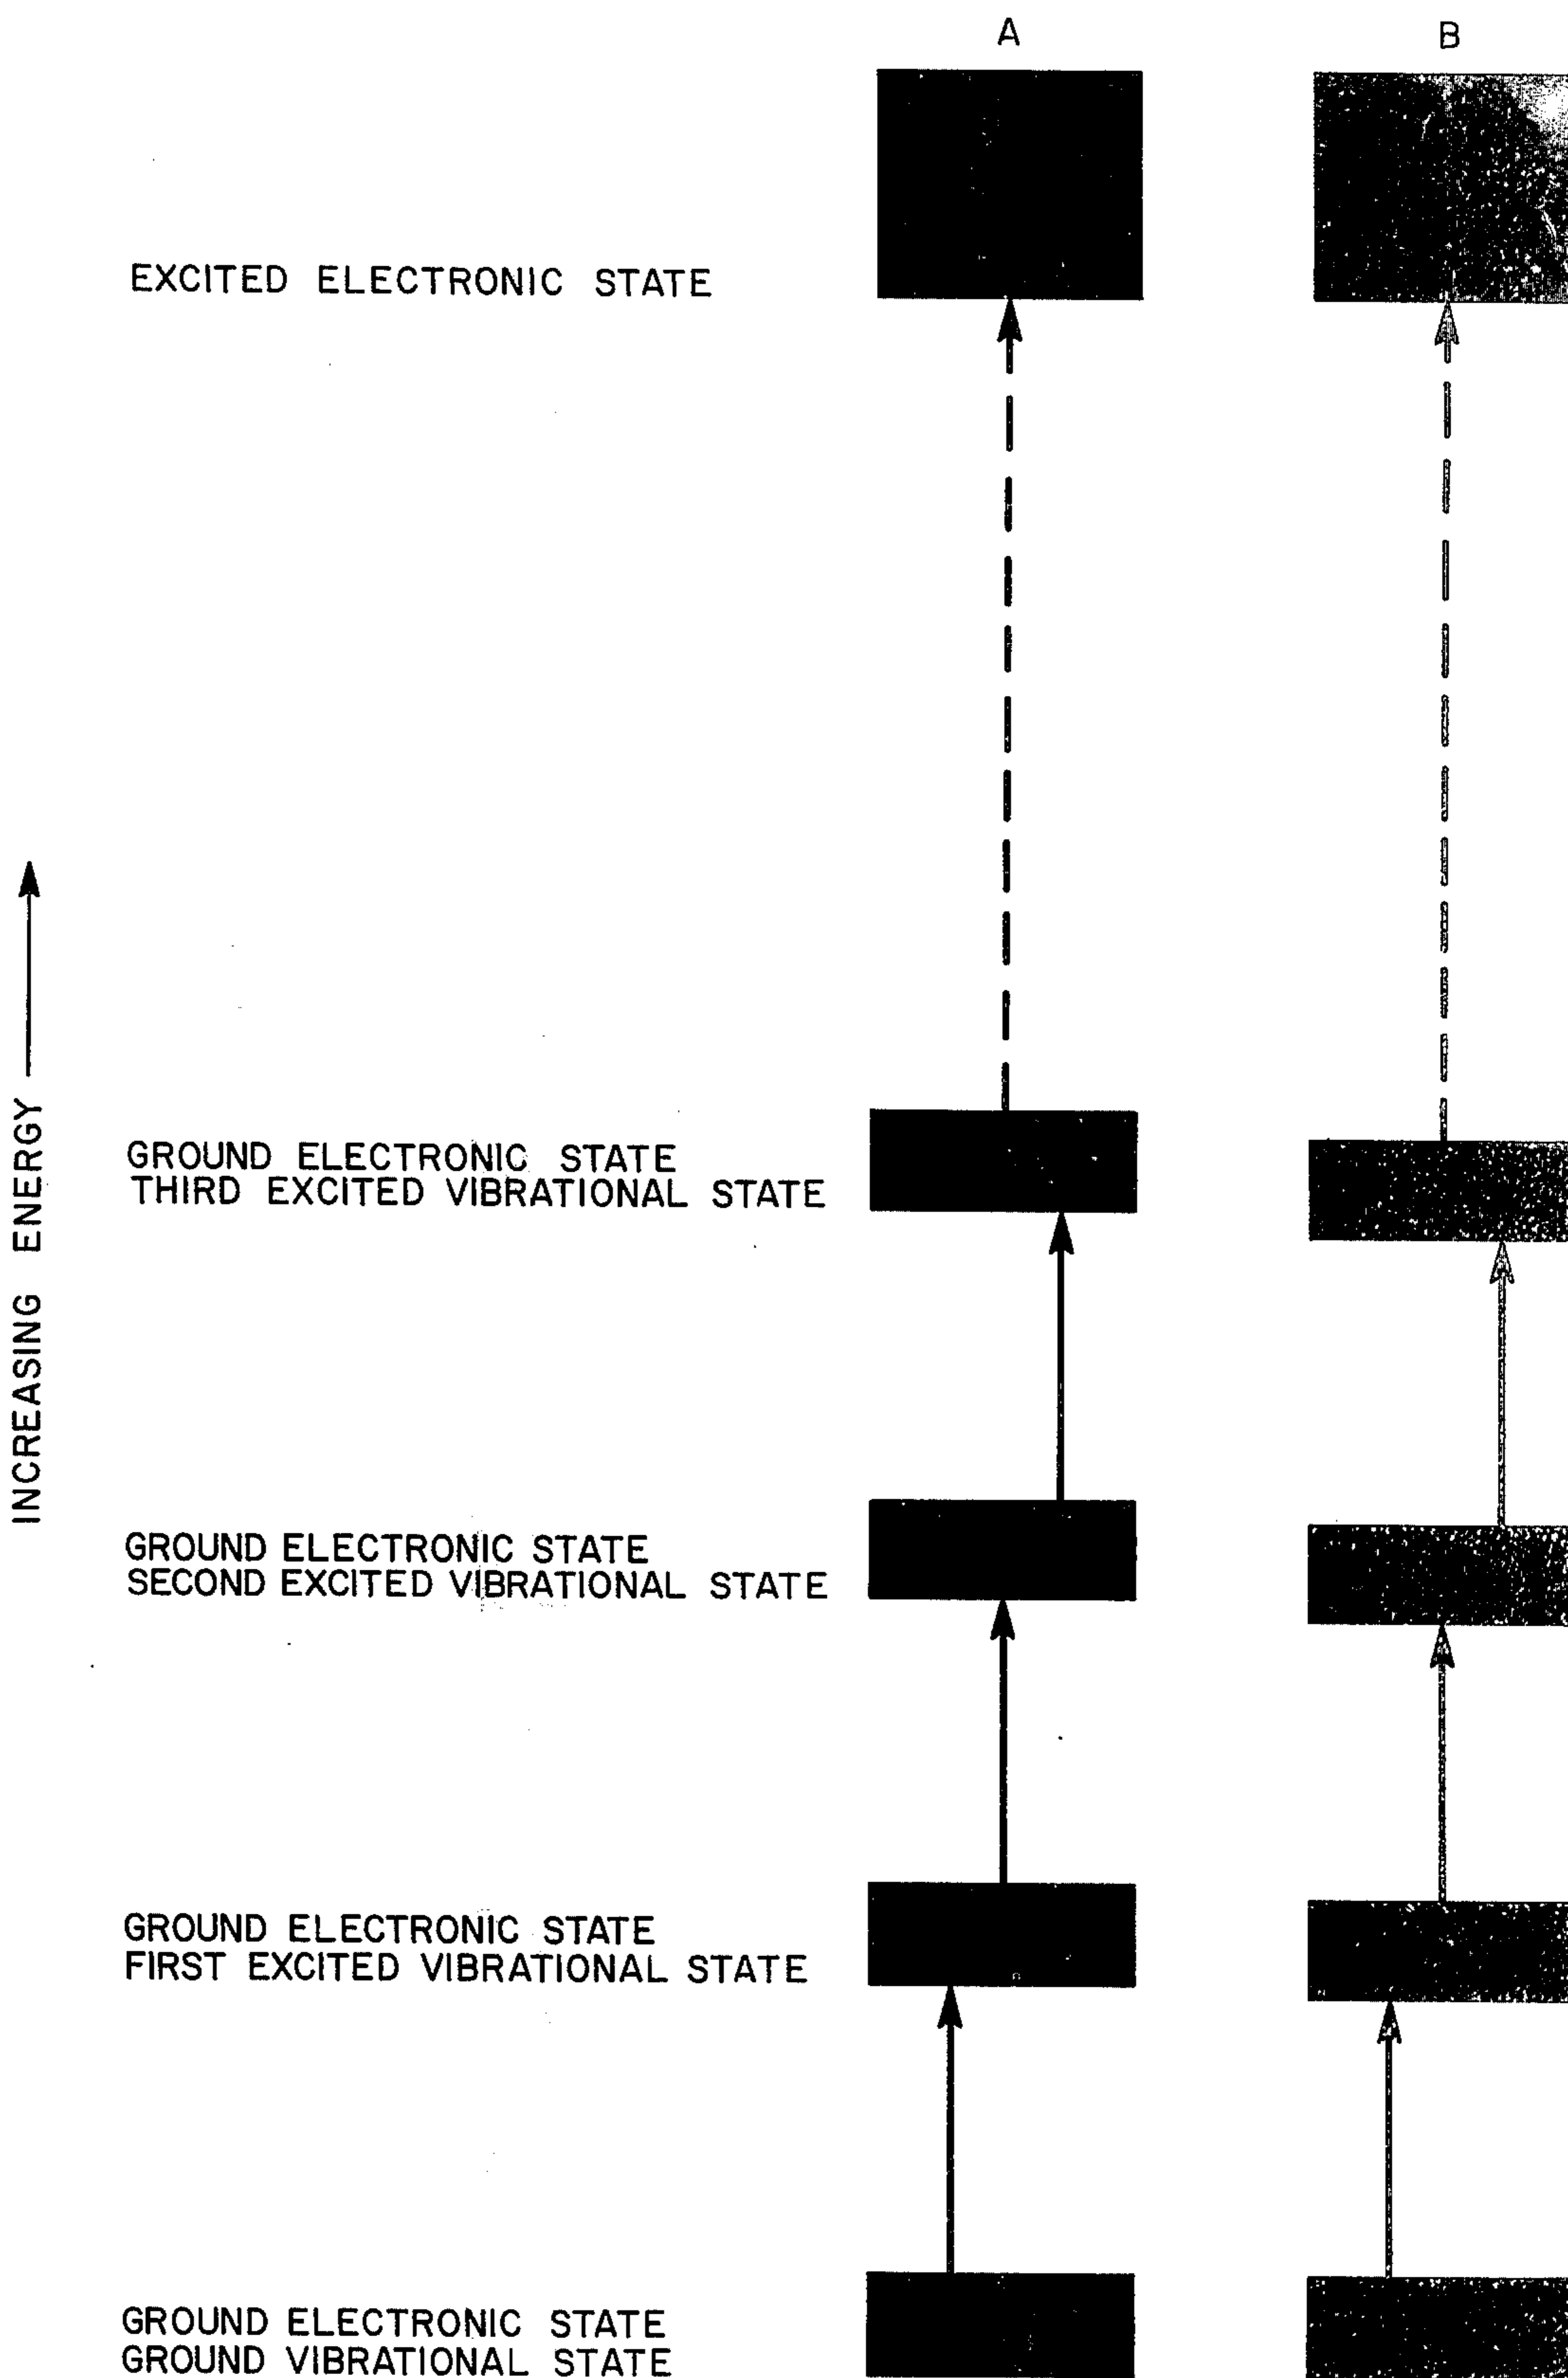 A
B
EXCITED ELECTRONIC STATE
INCREASING ENERGY
GROUND ELECTRONIC STATE
THIRD EXCITED VIBRATIONAL STATE
GROUND ELECTRONIC STATE
SECOND EXCITED VIBRATIONAL STATE
GROUND ELECTRONIC STATE
FIRST EXCITED VIBRATIONAL STATE
GROUND ELECTRONIC STATE
GROUND VIBRATIONAL STATE